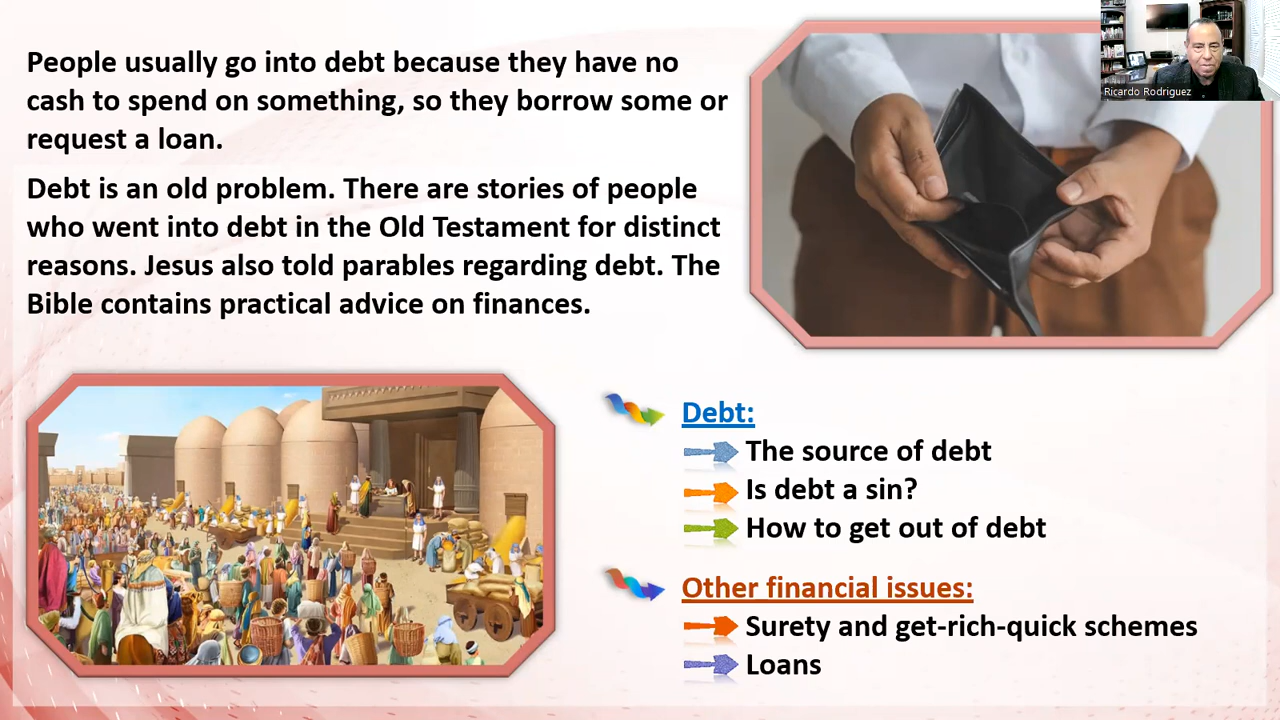 People usually go into debt because they have no
cash to spend on something, so they borrow some or
request a loan.
Debt is an old problem. There are stories of people
who went into debt in the Old Testament for distinct
reasons. Jesus also told parables regarding debt. The
Bible contains practical advice on finances.
Ricardo Rodriguez
Debt:
The source of debt
Is debt a sin?
How to get out of debt
Other financial issues:
Surety and get-rich-quick schemes
Loans